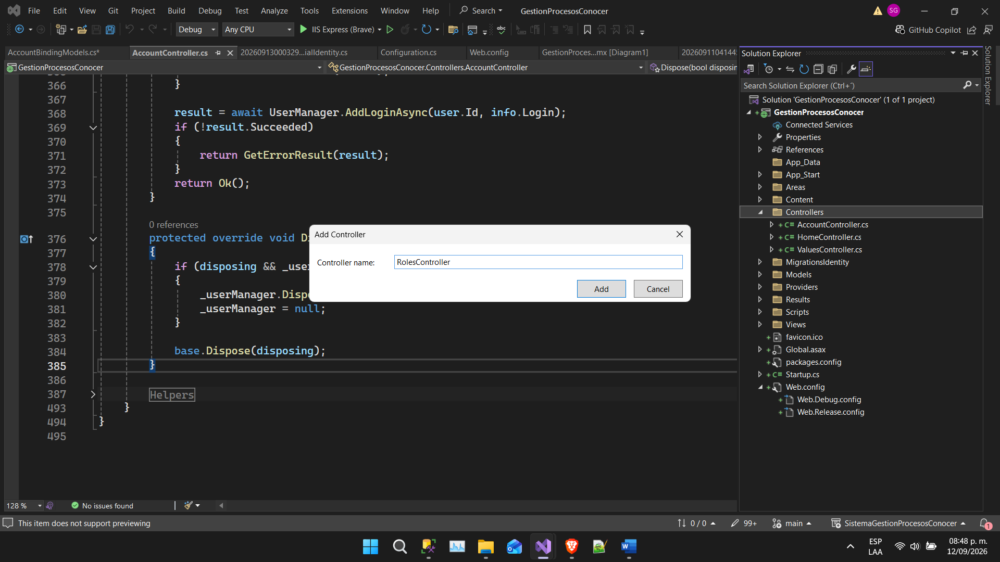 File Edit View Git Project Build Debug Test Analyze Tools Extensions Window Help Search GestionProcesosConocer SG
Debug Any CPU IIS Express (Brave) abc GitHub Copilot
AccountBindingModels.cs* AccountController.cs 20260913000329...ialIdentity.cs Configuration.cs Web.config GestionProces...mx [Diagram1]
GestionProcesosConocer GestionProcesosConocer.Controllers.AccountController Dispose(bool disposin
366 }
367
368 result = await UserManager.AddLoginAsync(user.Id, info.Login);
369 if (!result.Succeeded)
370 {
371 return GetErrorResult(result);
372 }
373 return Ok();
374 }
375
0 references
376 protected override void Di
377 {
378 if (disposing && _user
379 {
380 _userManager.Dispo
381 _userManager = null;
382 }
383
384 base.Dispose(disposing);
385 }
386
387 Helpers
493 }
494 }
495
Add Controller
Controller name: RolesController
Add Cancel
Solution Explorer
Search Solution Explorer (Ctrl+´)
Solution 'GestionProcesosConocer' (1 of 1 project)
GestionProcesosConocer
Connected Services
Properties
References
App_Data
App_Start
Areas
Content
Controllers
C# AccountController.cs
C# HomeController.cs
C# ValuesController.cs
MigrationsIdentity
Models
Providers
Results
Scripts
Views
favicon.ico
Global.asax
packages.config
C# Startup.cs
Web.config
Web.Debug.config
Web.Release.config
Solution Explorer
128 % No issues found
This item does not support previewing 0 / 0 99+ main SistemaGestionProcesosConocer 1
ESP
LAA
08:48 p. m.
12/09/2026